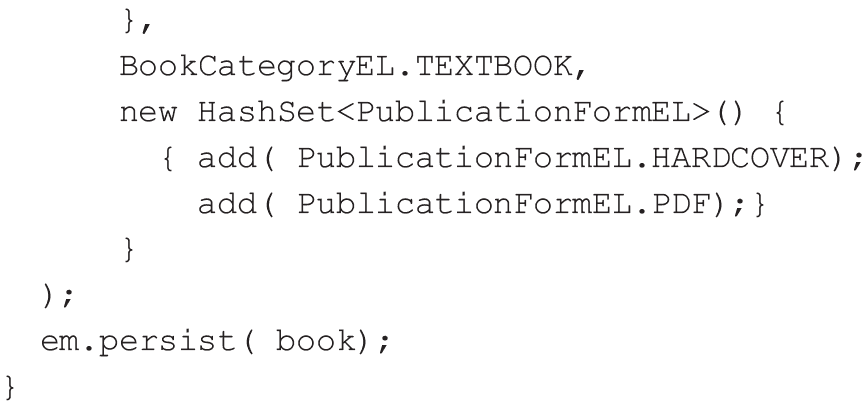 },
      BookCategoryEL.TEXTBOOK,
      new HashSet<PublicationFormEL>() {
        { add( PublicationFormEL.HARDCOVER);
          add( PublicationFormEL.PDF);}
      }
  );
  em.persist( book);
}